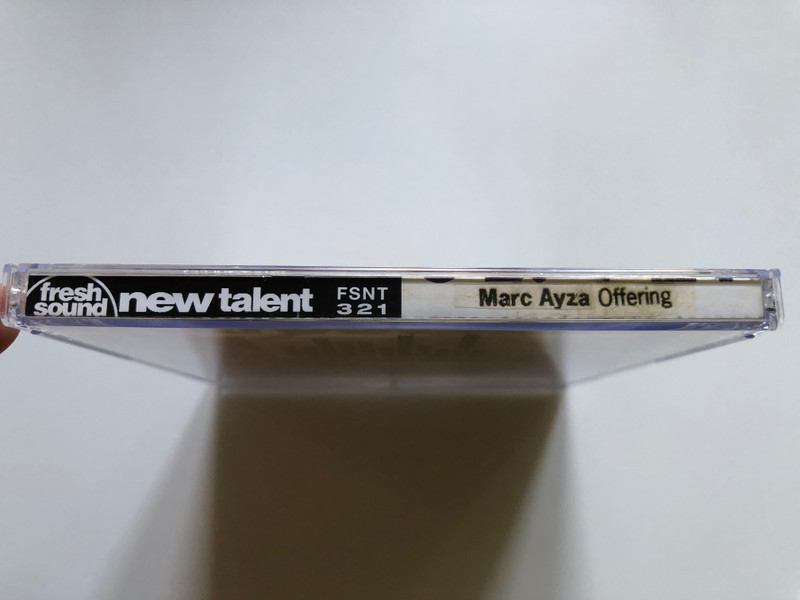 fresh
sound
new talent
FSNT
321
Marc Ayza Offering